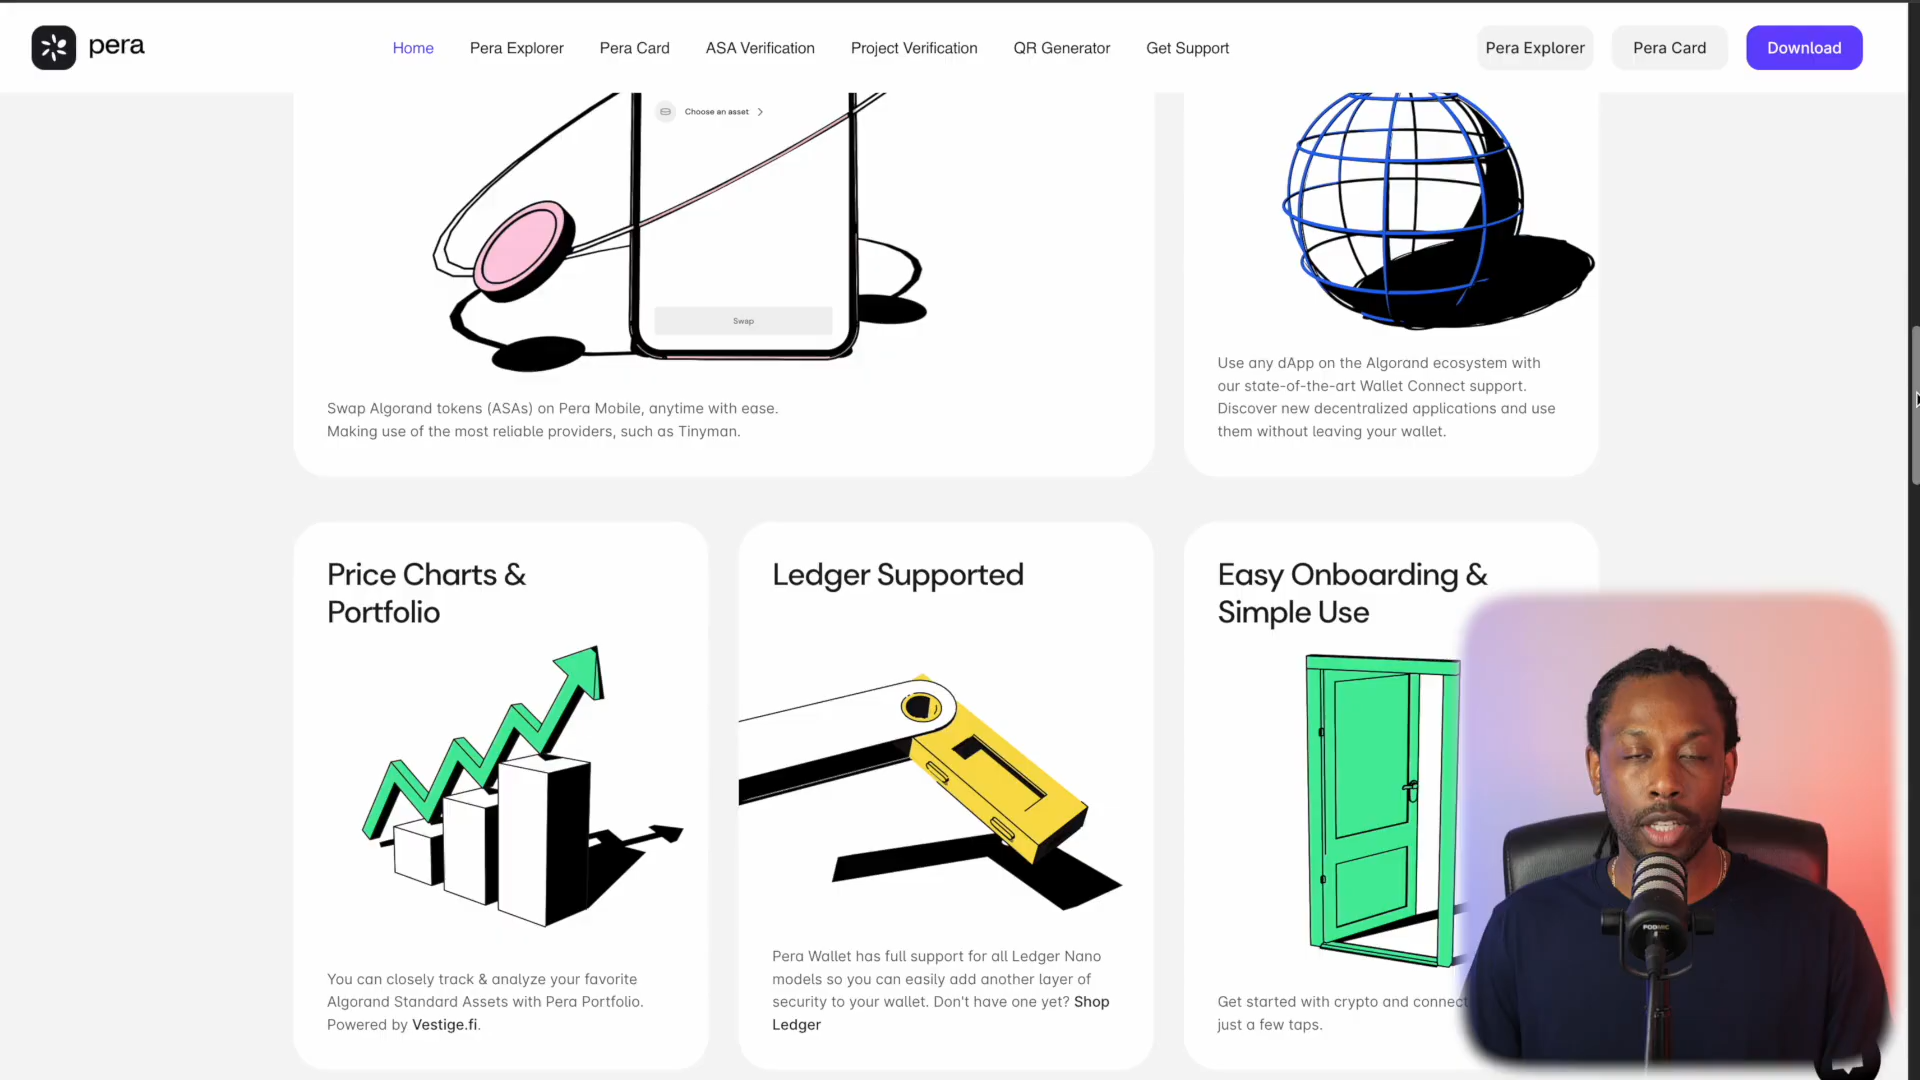 pera
Home
Pera Explorer
Pera Card
ASA Verification
Project Verification
QR Generator
Get Support
Pera Explorer
Pera Card
Download
Choose an asset
Swap
Swap Algorand tokens (ASAs) on Pera Mobile, anytime with ease.
Making use of the most reliable providers, such as Tinyman.
Use any dApp on the Algorand ecosystem with
our state-of-the-art Wallet Connect support.
Discover new decentralized applications and use
them without leaving your wallet.
Price Charts &
Portfolio
You can closely track & analyze your favorite
Algorand Standard Assets with Pera Portfolio.
Powered by Vestige.fi.
Ledger Supported
Pera Wallet has full support for all Ledger Nano
models so you can easily add another layer of
security to your wallet. Don't have one yet? Shop
Ledger
Easy Onboarding &
Simple Use
Get started with crypto and connect
just a few taps.
PODMIC